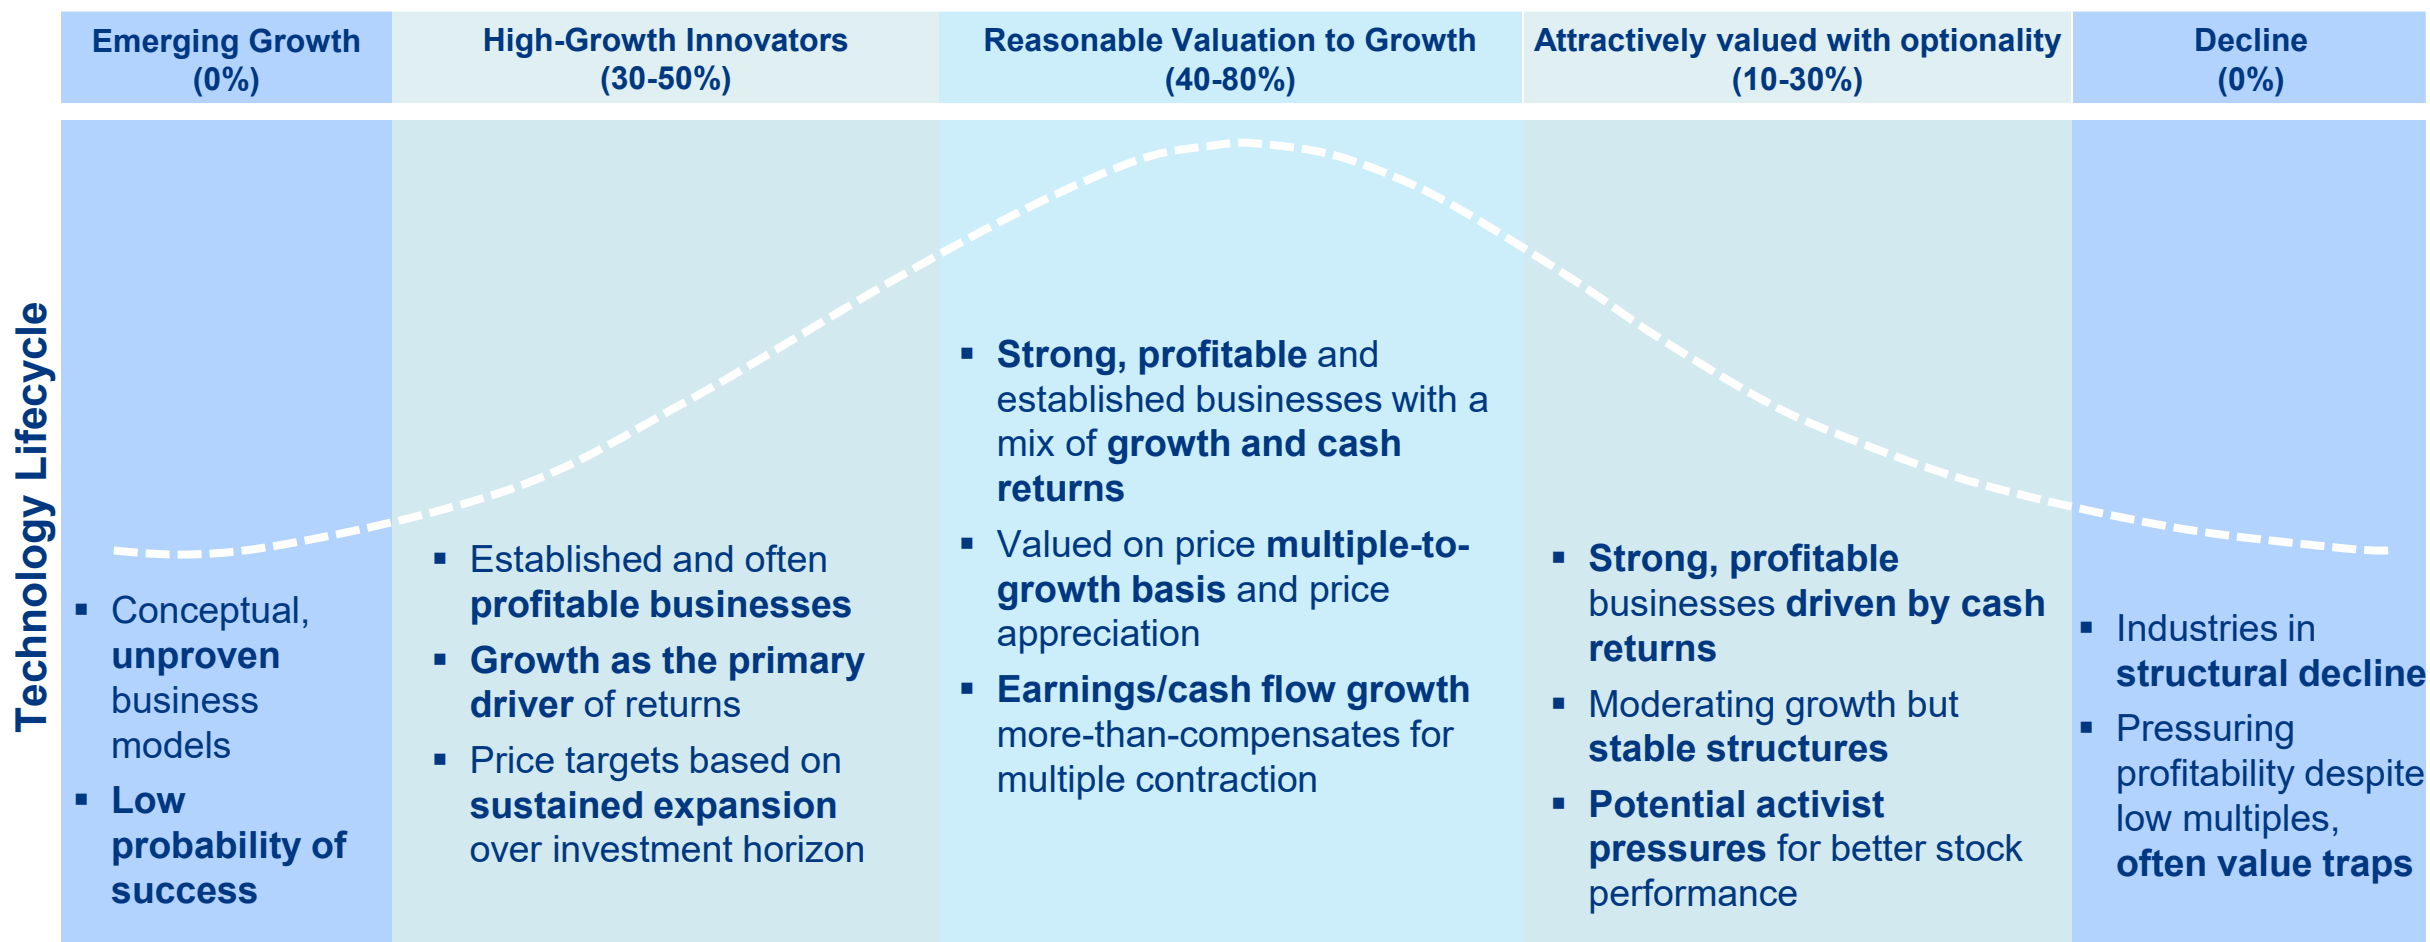 Emerging Growth
(0%)
High-Growth Innovators
(30-50%)
Reasonable Valuation to Growth
(40-80%)
Attractively valued with optionality
(10-30%)
Decline
(0%)
Technology Lifecycle
▪ Conceptual,
unproven
business
models
▪ Low
probability of
success
▪ Established and often
profitable businesses
▪ Growth as the primary
driver of returns
▪ Price targets based on
sustained expansion
over investment horizon
▪ Strong, profitable and
established businesses with a
mix of growth and cash
returns
▪ Valued on price multiple-to-
growth basis and price
appreciation
▪ Earnings/cash flow growth
more-than-compensates for
multiple contraction
▪ Strong, profitable
businesses driven by cash
returns
▪ Moderating growth but
stable structures
▪ Potential activist
pressures for better stock
performance
▪ Industries in
structural decline
▪ Pressuring
profitability despite
low multiples,
often value traps